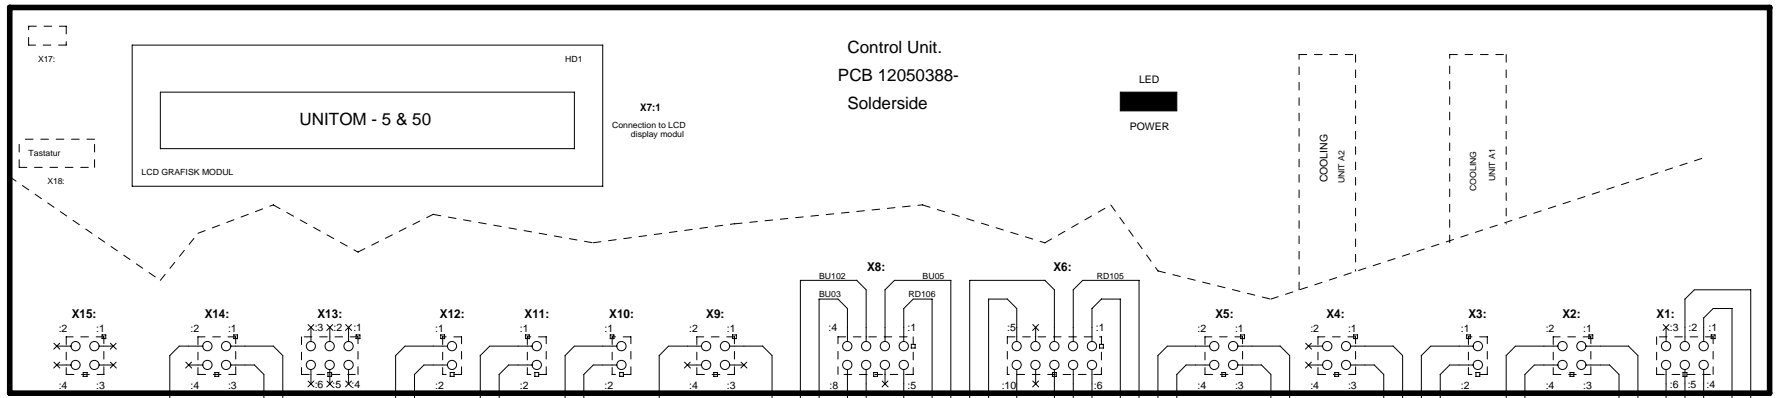 Control Unit.
PCB 12050388-
Solderside
X17:
HD1
UNITOM - 5 & 50
LCD GRAFISK MODUL
X7:1
Connection to LCD
display modul
Tastatur
X18:
LED
POWER
COOLING
UNIT A2
COOLING
UNIT A1
X15:
:2 :1
:4 :3
X14:
:2 :1
:4 :3
X13:
:3 :2 :1
:6 :5 :4
X12:
:1
:2
X11:
:1
:2
X10:
:1
:2
X9:
:2 :1
:4 :3
X8:
BU102 BU05
BU03 RD106
:4 :1
:8 :5
X6:
RD105
:5 :1
:10 :6
X5:
:2 :1
:4 :3
X4:
:2 :1
:4 :3
X3:
:1
:2
X2:
:2 :1
:4 :3
X1:
:3 :2 :1
:6 :5 :4